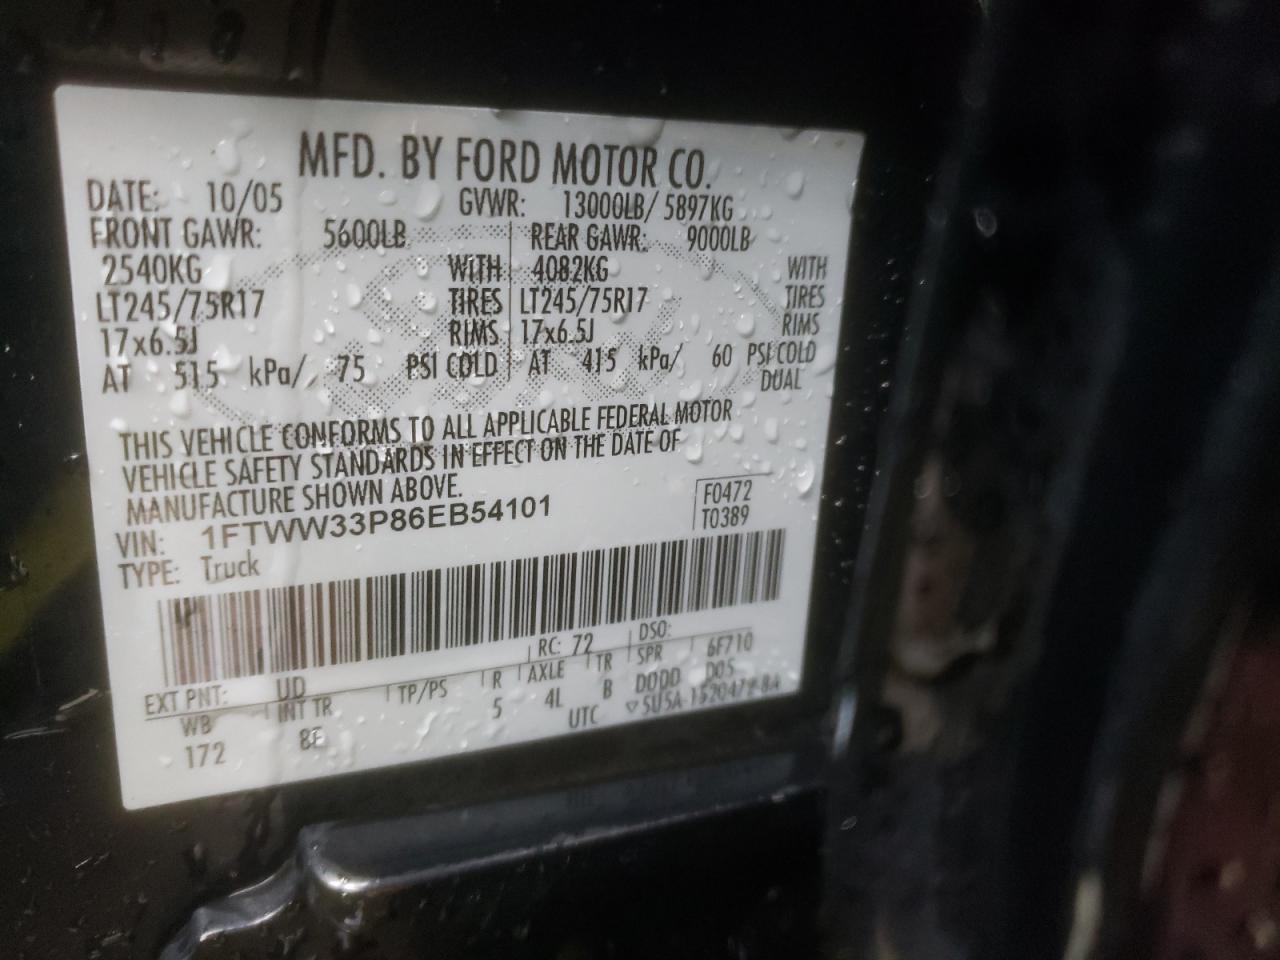 MFD. BY FORD MOTOR CO.
DATE: 10/05 GVWR: 13000LB/ 5897KG
FRONT GAWR: 5600LB REAR GAWR: 9000LB
2540KG WITH 4082KG WITH
LT245/75R17 TIRES LT245/75R17 TIRES
17x6.5J RIMS 17x6.5J RIMS
AT 515 kPa/ 75 PSI COLD AT 415 kPa/ 60 PSI COLD
DUAL
THIS VEHICLE CONFORMS TO ALL APPLICABLE FEDERAL MOTOR
VEHICLE SAFETY STANDARDS IN EFFECT ON THE DATE OF
MANUFACTURE SHOWN ABOVE.
F0472
VIN: 1FTWW33P86EB54101 T0389
TYPE: Truck
EXT PNT: UD RC: 72 DSO:
WB INT TR TP/PS R AXLE TR SPR 6F710
172 8E 5 4L B DODD D05
UTC